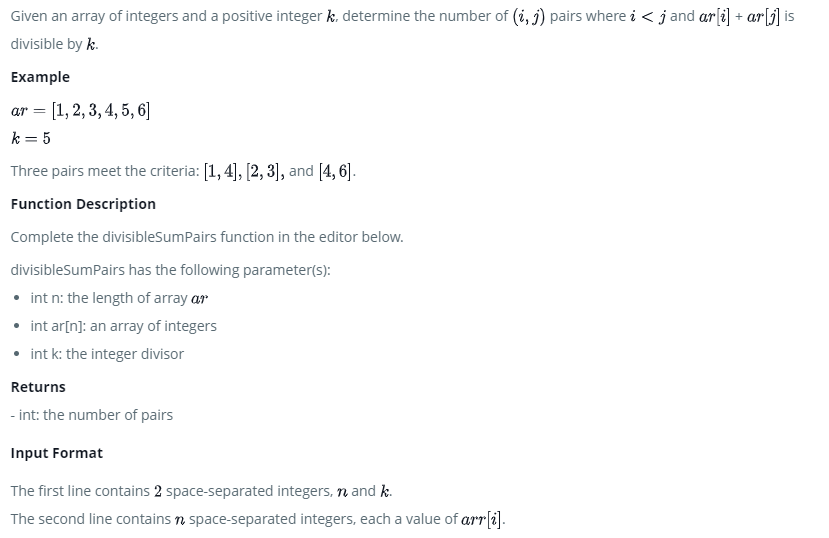 Given an array of integers and a positive integer k, determine the number of (i, j) pairs where i < j and ar[i] + ar[j] is
divisible by k.
Example
ar = [1, 2, 3, 4, 5, 6]
k = 5
Three pairs meet the criteria: [1, 4], [2, 3], and [4, 6].
Function Description
Complete the divisibleSumPairs function in the editor below.
divisibleSumPairs has the following parameter(s):
• int n: the length of array ar
• int ar[n]: an array of integers
• int k: the integer divisor
Returns
- int: the number of pairs
Input Format
The first line contains 2 space-separated integers, n and k.
The second line contains n space-separated integers, each a value of arr[i].